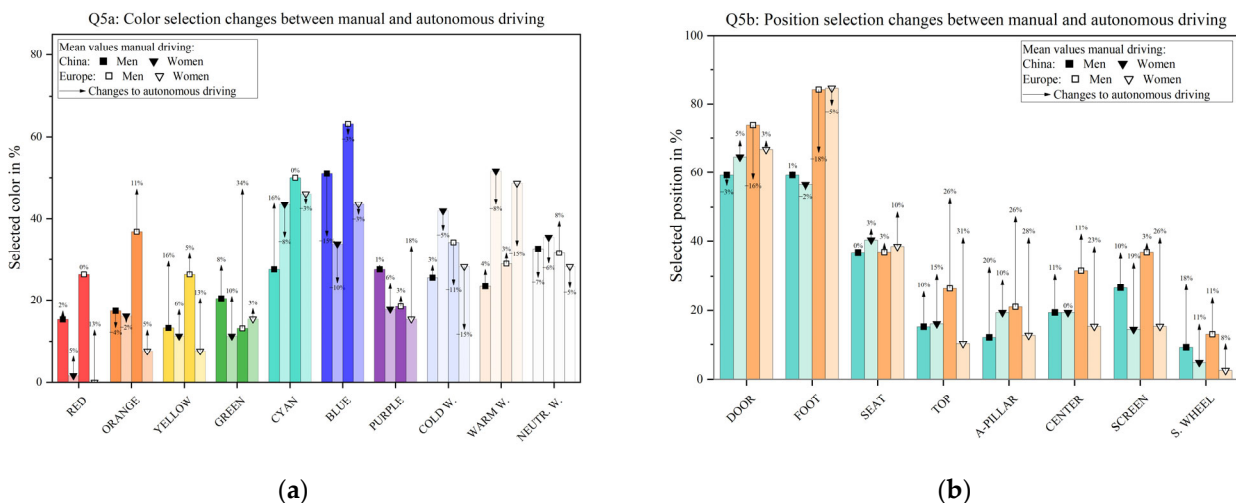 Q5a: Color selection changes between manual and autonomous driving
Mean values manual driving:
China: Men Women
Europe: Men Women
Changes to autonomous driving
Selected color in %
80
60
40
20
0
2% 5% 0% 13%
−4% −2% 11% 5%
16% 6% 5% 13%
8% 10% 34% 3%
16% −8% 0% −3%
−15% −10% −3%
1% 6% 3% 18%
3% −5% −11% −15%
4% −8% 3% −15%
−7% −6% 8% −5%
RED ORANGE YELLOW GREEN CYAN BLUE PURPLE COLD W. WARM W. NEUTR. W.
(a)
Q5b: Position selection changes between manual and autonomous driving
Mean values manual driving:
China: Men Women
Europe: Men Women
Changes to autonomous driving
Selected position in %
100
80
60
40
20
0
−3% 5% −16% 3%
1% −2% −18% −5%
0% 3% 3% 10%
10% 15% 26% 31%
20% 10% 26% 28%
11% 0% 11% 23%
10% 19% 3% 26%
18% 11% 11% 8%
DOOR FOOT SEAT TOP A-PILLAR CENTER SCREEN S. WHEEL
(b)